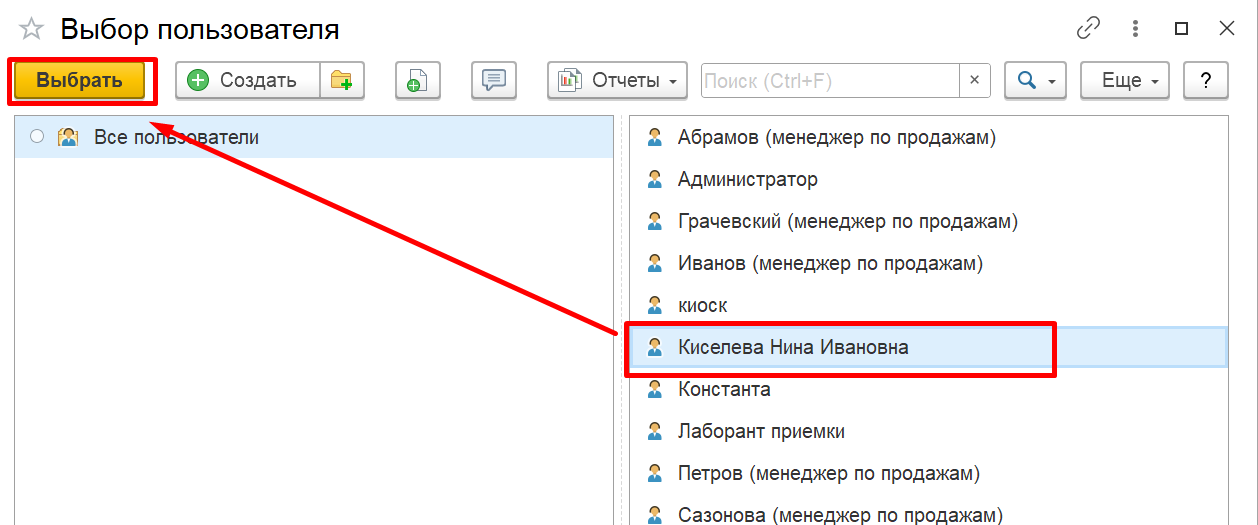 Выбор пользователя
Выбрать Создать Отчеты Поиск (Ctrl+F) × Еще ?
Все пользователи
Абрамов (менеджер по продажам)
Администратор
Грачевский (менеджер по продажам)
Иванов (менеджер по продажам)
киоск
Киселева Нина Ивановна
Константа
Лаборант приемки
Петров (менеджер по продажам)
Сазонова (менеджер по продажам)